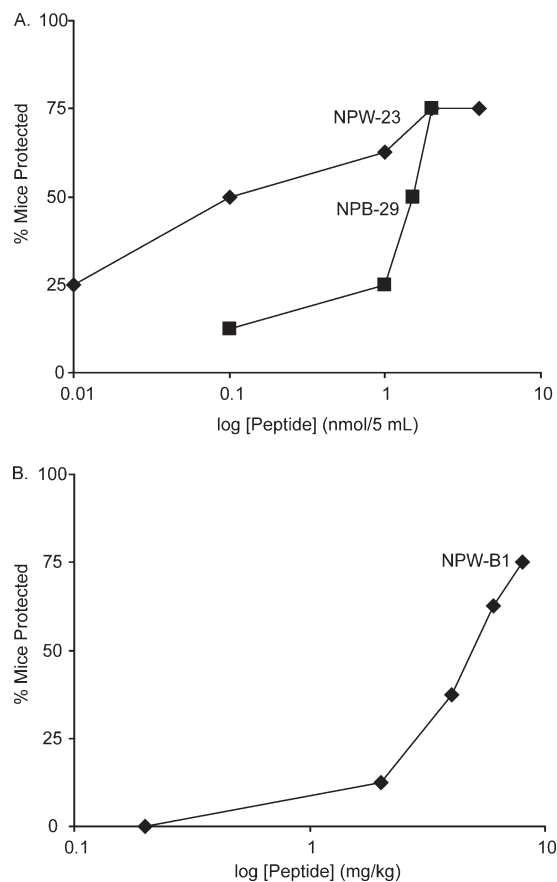 A.
100
75
50
25
0
% Mice Protected
NPW-23
NPB-29
0.01 0.1 1 10
log [Peptide] (nmol/5 mL)
B.
100
75
50
25
0
% Mice Protected
NPW-B1
0.1 1 10
log [Peptide] (mg/kg)